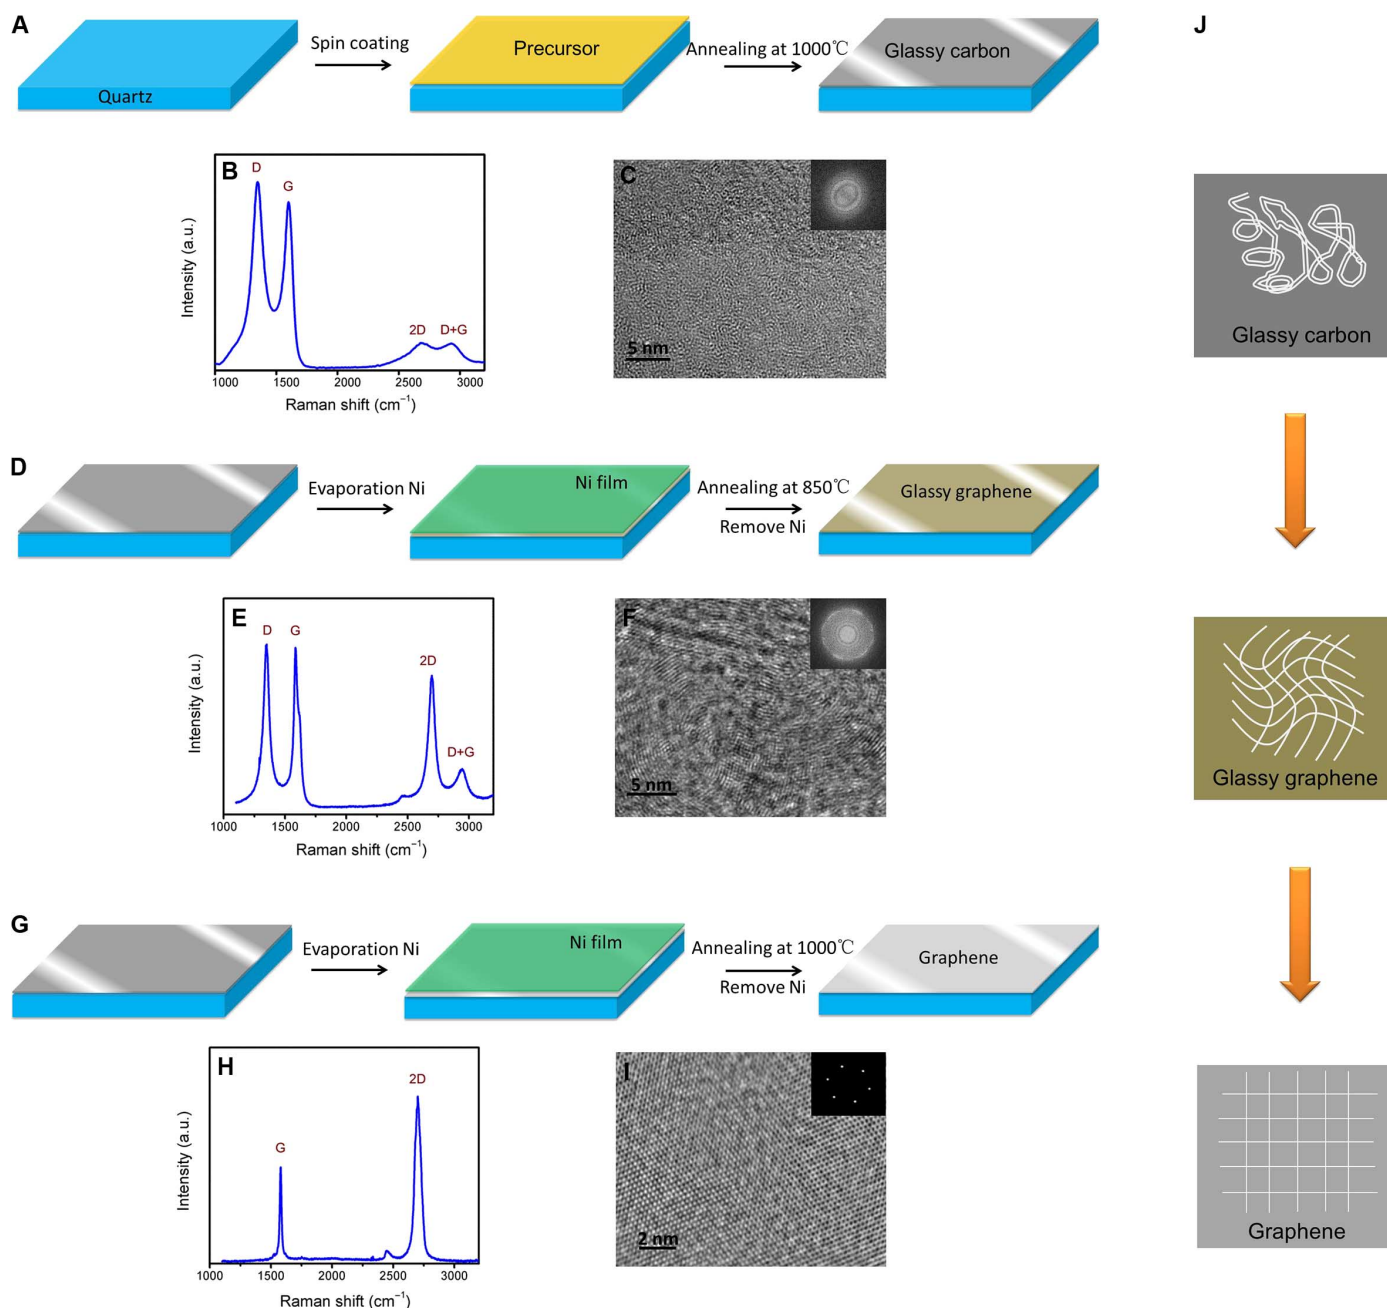 A
J
Quartz
Spin coating
Precursor
Annealing at 1000℃
Glassy carbon
B
D
G
2D
D+G
Intensity (a.u.)
1000 1500 2000 2500 3000
Raman shift (cm⁻¹)
C
5 nm
Glassy carbon
D
Evaporation Ni
Ni film
Annealing at 850℃
Remove Ni
Glassy graphene
E
D
G
2D
D+G
Intensity (a.u.)
1000 1500 2000 2500 3000
Raman shift (cm⁻¹)
F
5 nm
Glassy graphene
G
Evaporation Ni
Ni film
Annealing at 1000℃
Remove Ni
Graphene
H
G
2D
Intensity (a.u.)
1000 1500 2000 2500 3000
Raman shift (cm⁻¹)
I
2 nm
Graphene